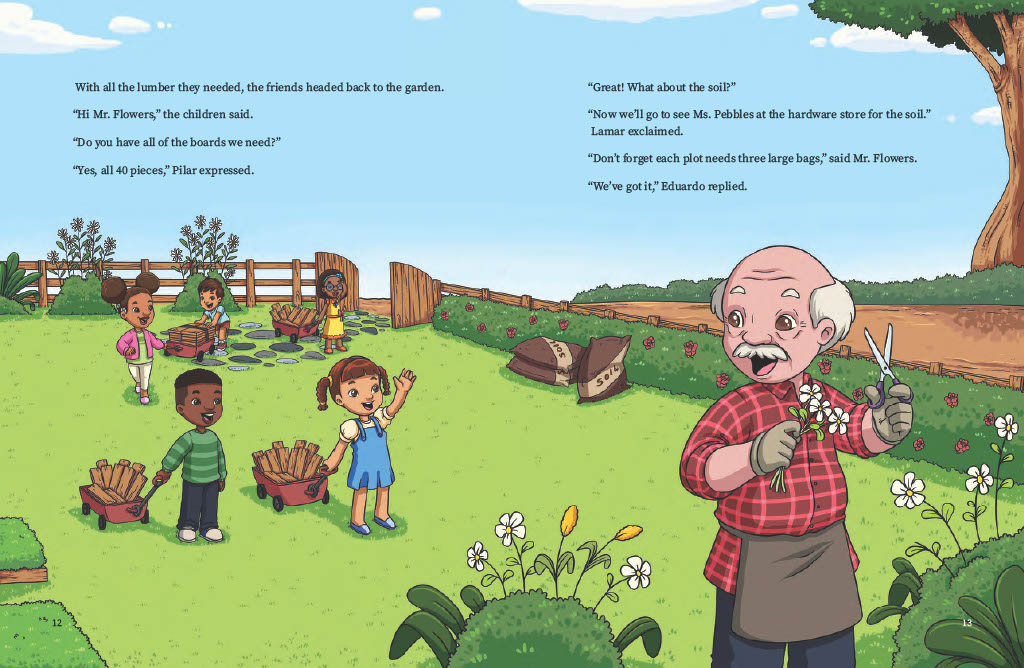 With all the lumber they needed, the friends headed back to the garden.
“Hi Mr. Flowers,” the children said.
“Do you have all of the boards we need?”
“Yes, all 40 pieces,” Pilar expressed.
“Great! What about the soil?”
“Now we’ll go to see Ms. Pebbles at the hardware store for the soil.”
Lamar exclaimed.
“Don’t forget each plot needs three large bags,” said Mr. Flowers.
“We’ve got it,” Eduardo replied.
SOIL
12
13